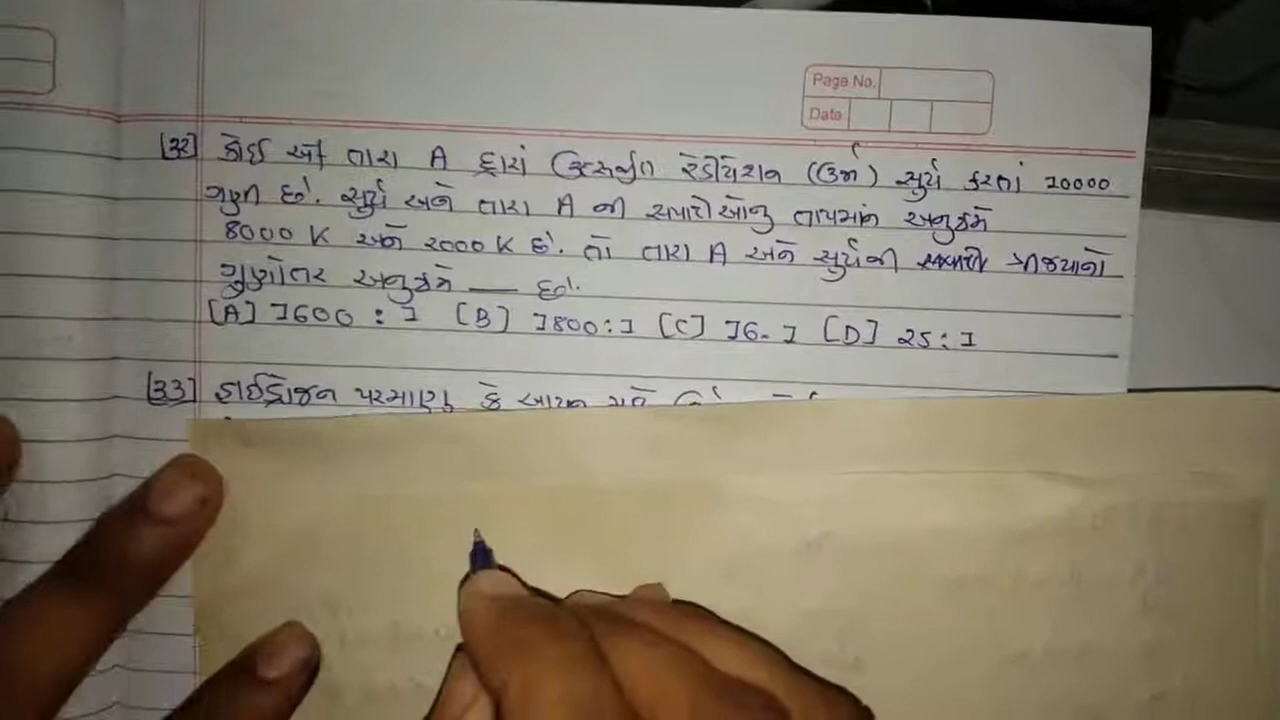 Page No.
Date
[32] કોઈ એક તારા A દ્વારા ઉત્સર્જીત રેડીયેશન (ઉર્જા) સુર્ય કરતાં 10000
ગણુ છે. સુર્ય અને તારા A ની સપાટીઓનુ તાપમાન અનુક્રમે
8000 K અને 2000 K છે. તો તારા A અને સુર્યની ત્રિજ્યાનો
ગુણોત્તર અનુક્રમે ___ છે.
[A] 1600 : 1 [B] 1800:1 [C] 16:1 [D] 25:1
[33] હાઈડ્રોજન પરમાણુ કે